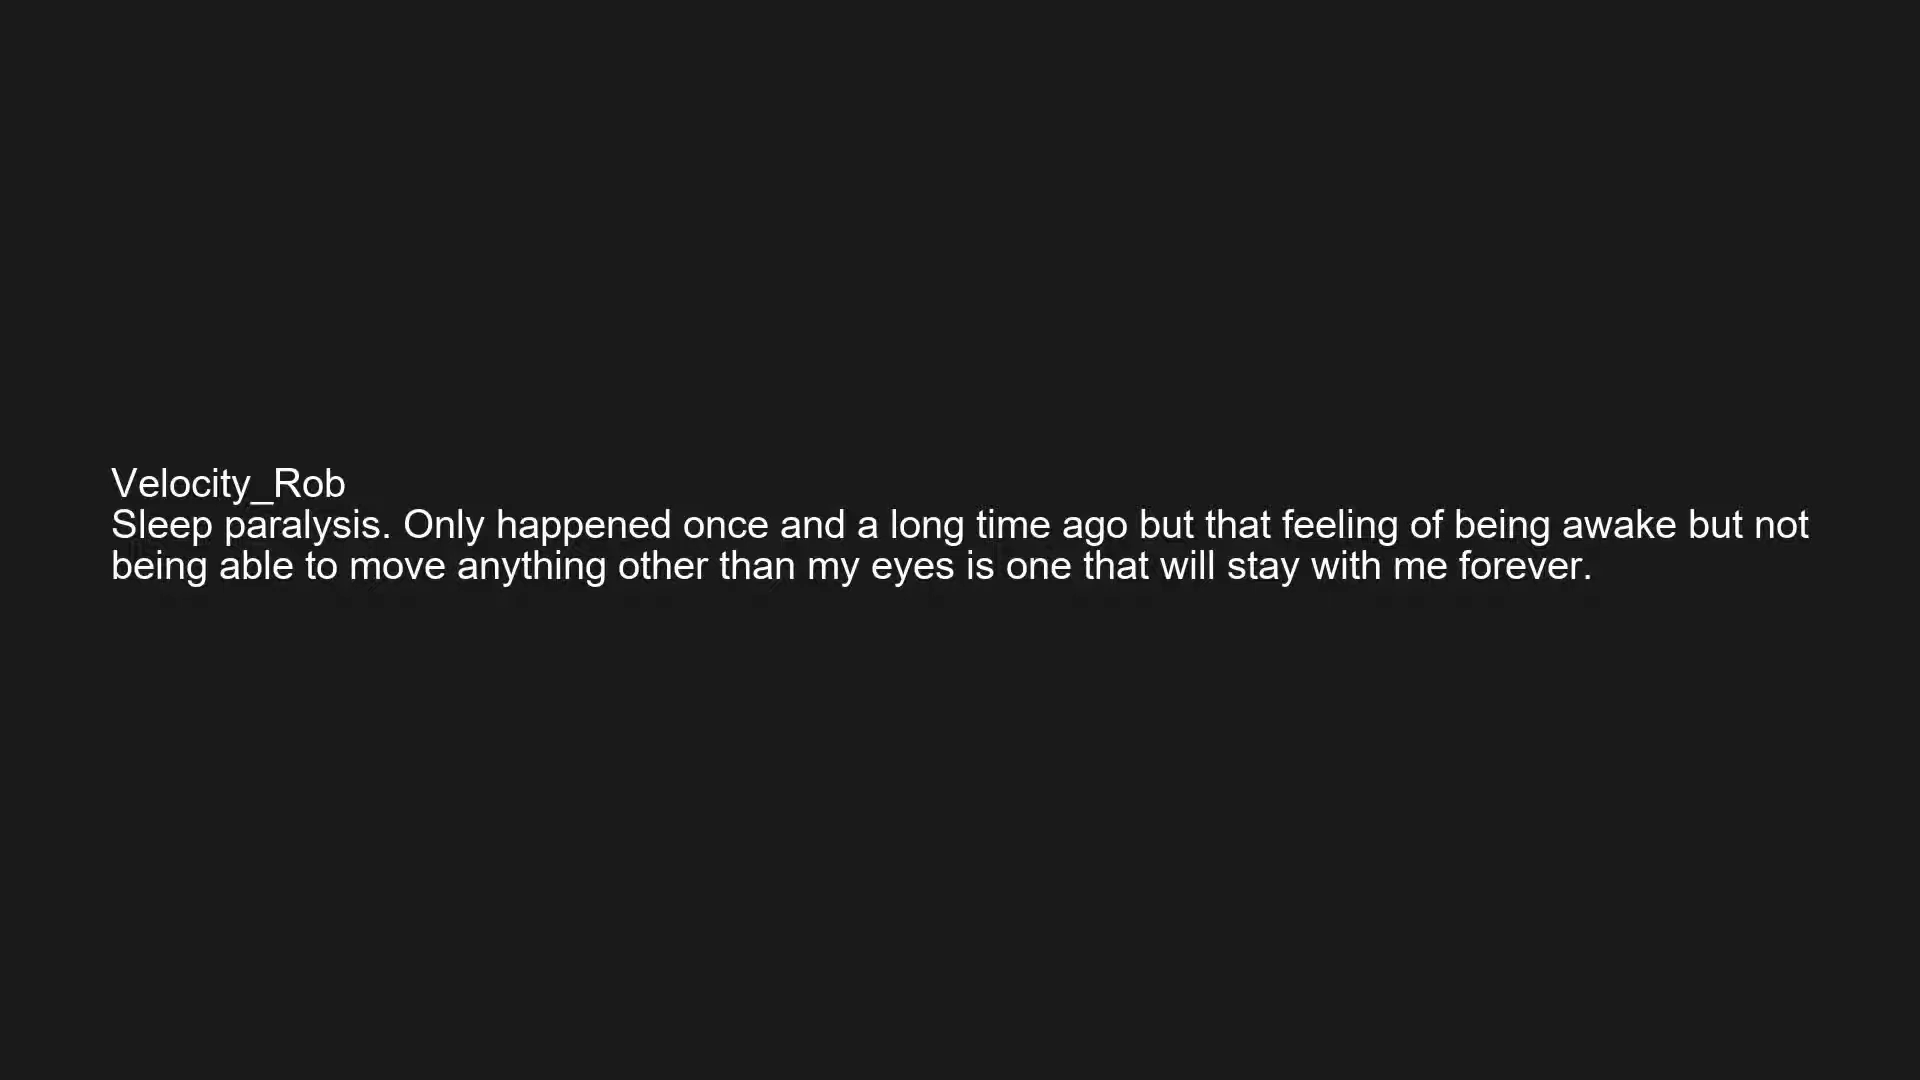 Velocity_Rob
Sleep paralysis. Only happened once and a long time ago but that feeling of being awake but not
being able to move anything other than my eyes is one that will stay with me forever.